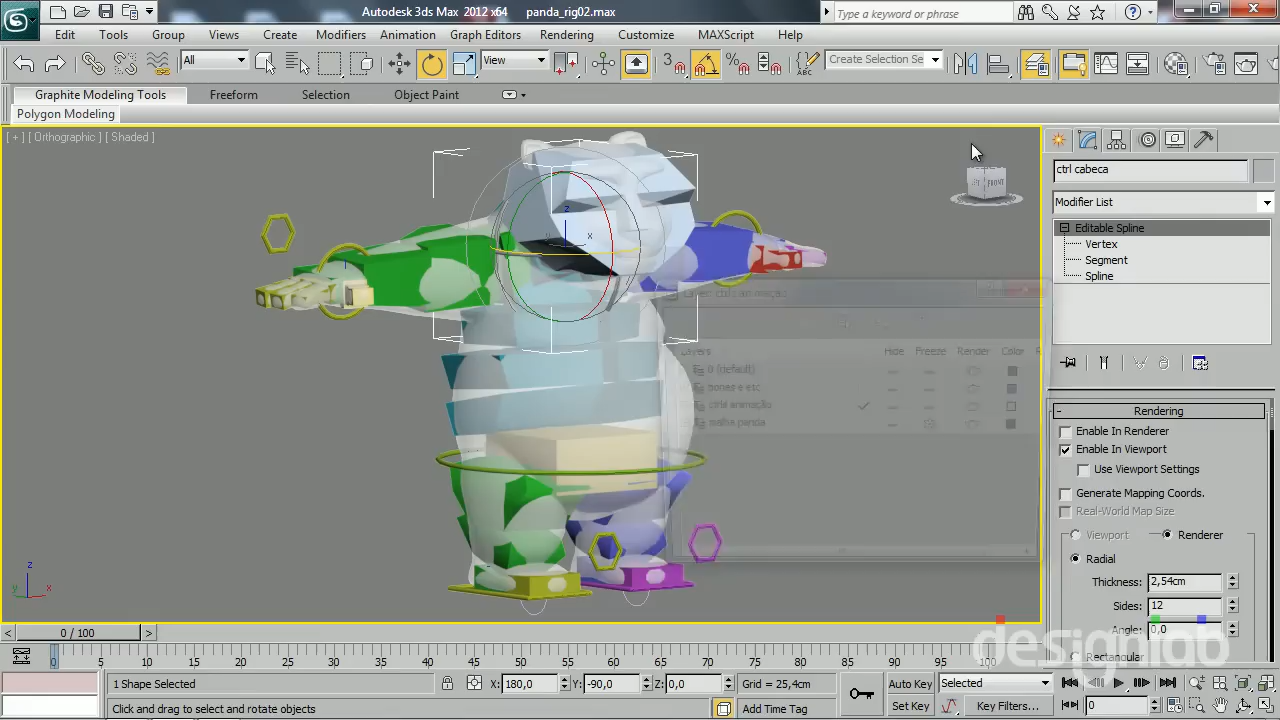 Autodesk 3ds Max 2012 x64 panda_rig02.max
Type a keyword or phrase
Edit Tools Group Views Create Modifiers Animation Graph Editors Rendering Customize MAXScript Help
All View Create Selection Se
Graphite Modeling Tools Freeform Selection Object Paint
Polygon Modeling
[ + ] [ Orthographic ] [ Shaded ]
FRONT
ctrl cabeca
Modifier List
Editable Spline
Vertex
Segment
Spline
Layers Hide Freeze Render Color
0 (default)
bones e etc
ctrls animação
malha panda
Rendering
Enable In Renderer
Enable In Viewport
Use Viewport Settings
Generate Mapping Coords.
Real-World Map Size
Viewport Renderer
Radial
Thickness: 2,54cm
Sides: 12
Angle: 0,0
Rectangular
designlab
z
y x
0 / 100
0 5 10 15 20 25 30 35 40 45 50 55 60 65 70 75 80 85 90 95 100
1 Shape Selected X: 180,0 Y: -90,0 Z: 0,0 Grid = 25,4cm Auto Key Selected
Click and drag to select and rotate objects Add Time Tag Set Key Key Filters... 0